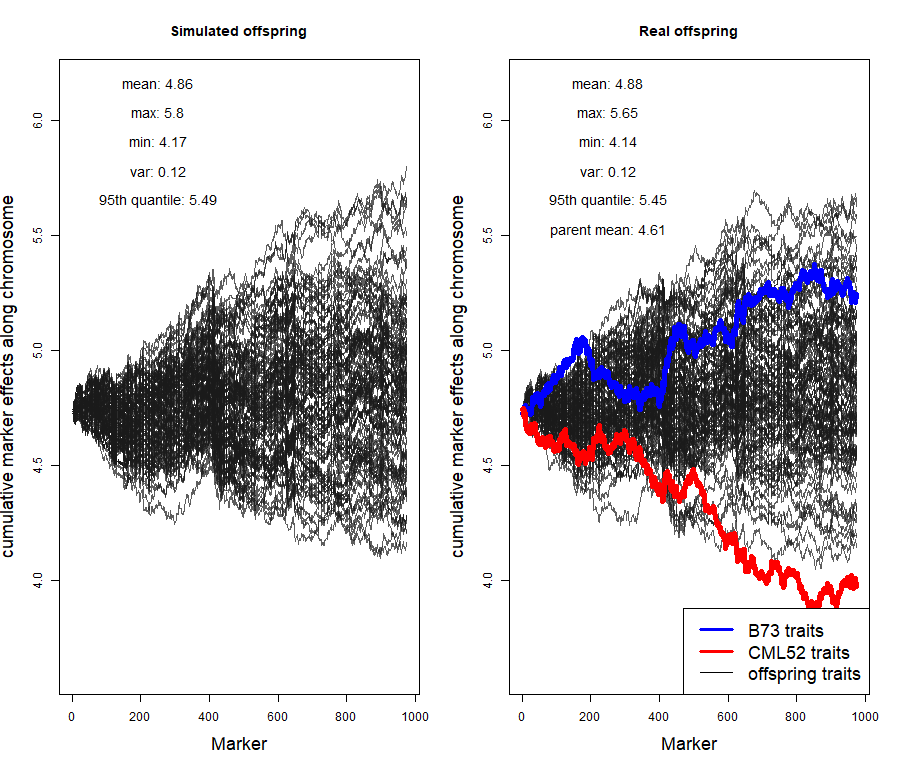 Simulated offspring
mean: 4.86
max: 5.8
min: 4.17
var: 0.12
95th quantile: 5.49
cumulative marker effects along chromosome
6.0
5.5
5.0
4.5
4.0
0 200 400 600 800 1000
Marker
Real offspring
mean: 4.88
max: 5.65
min: 4.14
var: 0.12
95th quantile: 5.45
parent mean: 4.61
cumulative marker effects along chromosome
6.0
5.5
5.0
4.5
4.0
B73 traits
CML52 traits
offspring traits
0 200 400 600 800 1000
Marker